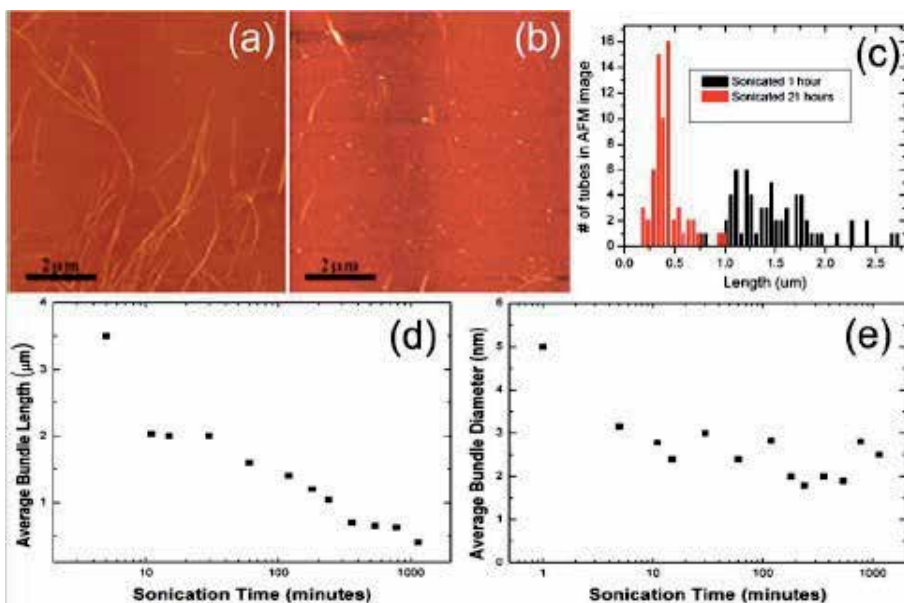 (a)
2µm
(b)
2µm
(c)
# of tubes in AFM image
16
14
12
10
8
6
4
2
0
Sonicated 1 hour
Sonicated 21 hours
0.0 0.5 1.0 1.5 2.0 2.5
Length (um)
(d)
Average Bundle Length (µm)
3
2
1
10 100 1000
Sonication Time (minutes)
(e)
Average Bundle Diameter (nm)
6
5
4
3
2
1
0
1 10 100 1000
Sonication Time (minutes)